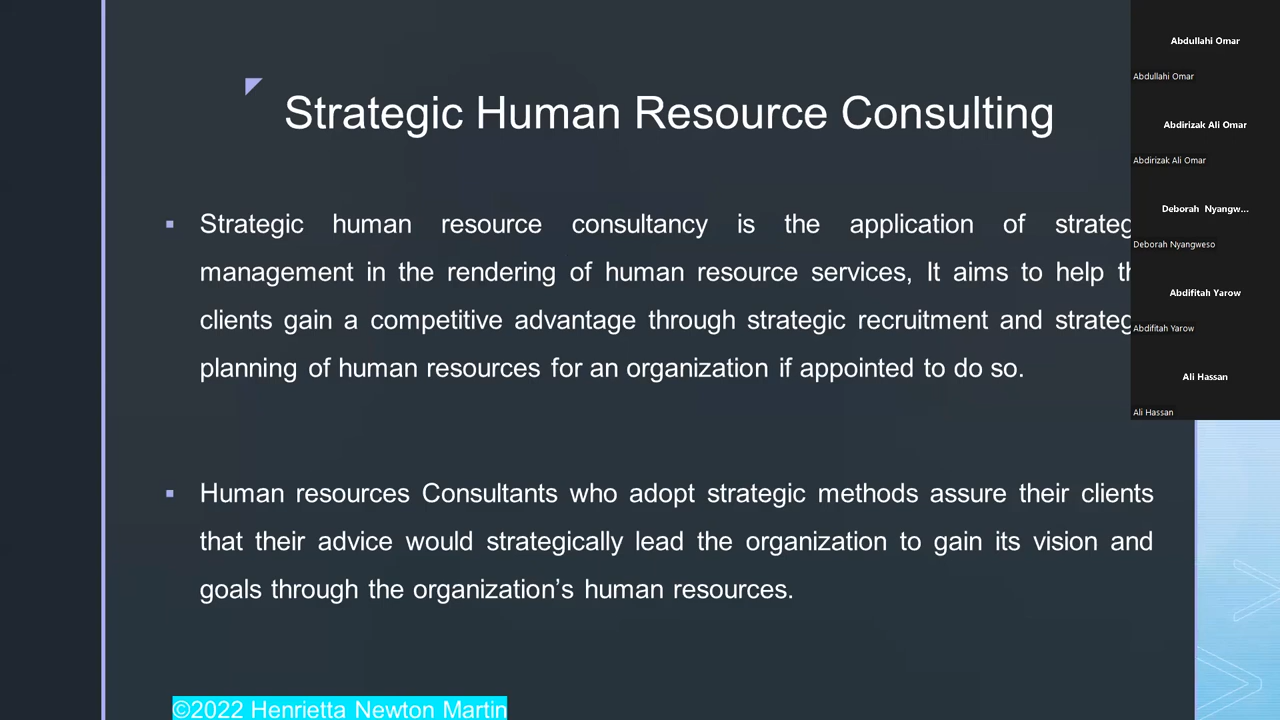 Strategic Human Resource Consulting
Strategic human resource consultancy is the application of
management in the rendering of human resource services, It aims to help
clients gain a competitive advantage through strategic recruitment and
planning of human resources for an organization if appointed to do so.
Human resources Consultants who adopt strategic methods assure their clients
that their advice would strategically lead the organization to gain its vision and
goals through the organization’s human resources.
©2022 Henrietta Newton Martin
Abdullahi Omar
Abdullahi Omar
Abdirizak Ali Omar
Abdirizak Ali Omar
Deborah Nyangw...
Deborah Nyangweso
Abdifitah Yarow
Abdifitah Yarow
Ali Hassan
Ali Hassan